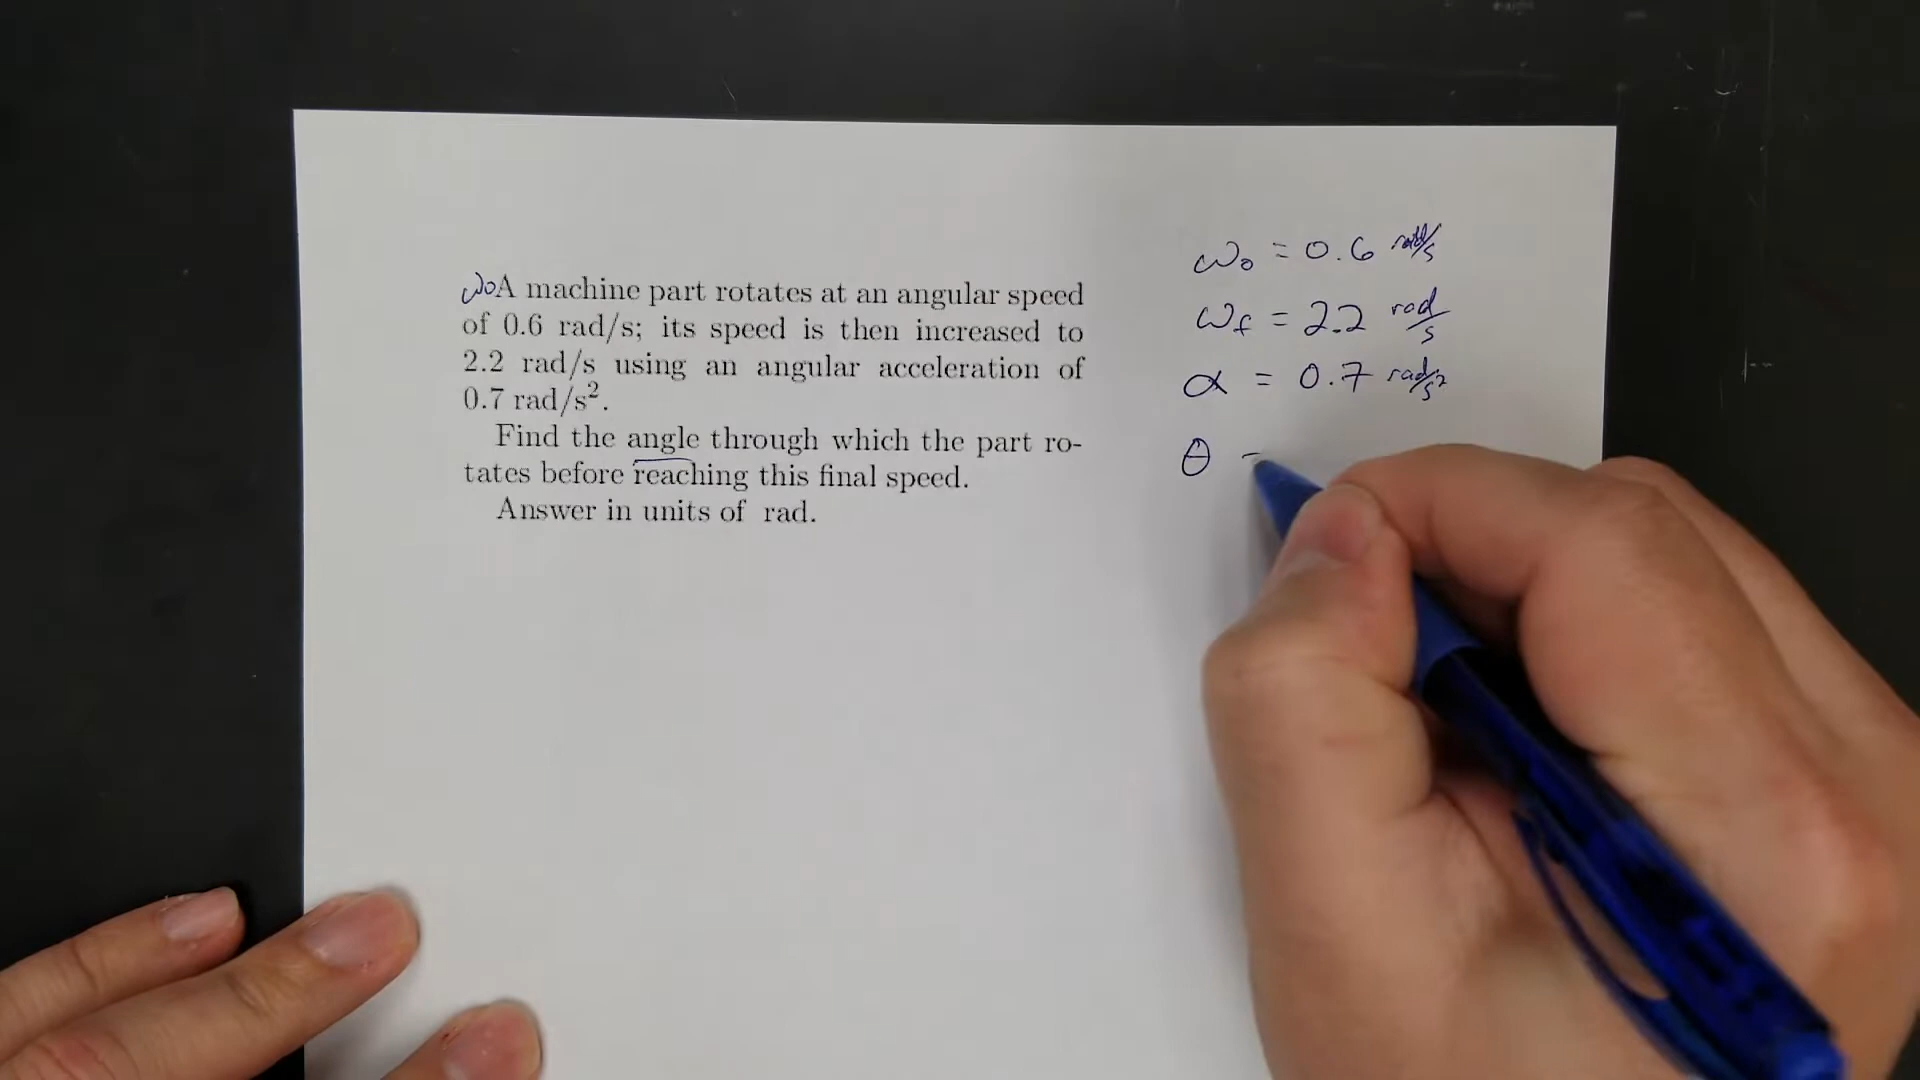 ω₀A machine part rotates at an angular speed
of 0.6 rad/s; its speed is then increased to
2.2 rad/s using an angular acceleration of
0.7 rad/s².
Find the angle through which the part ro-
tates before reaching this final speed.
Answer in units of rad.
ω₀ = 0.6 rad/s
ω_f = 2.2 rad/s
α = 0.7 rad/s²
θ -